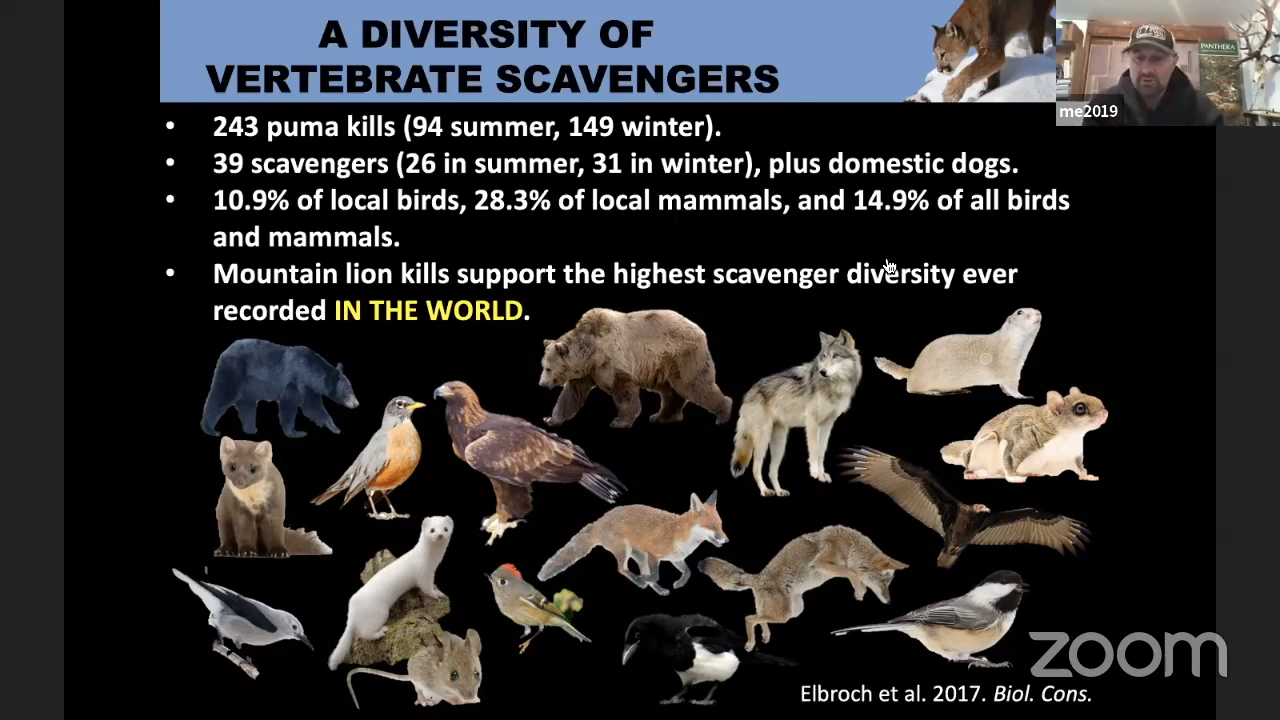 A DIVERSITY OF
VERTEBRATE SCAVENGERS
PANTHERA
me2019
• 243 puma kills (94 summer, 149 winter).
• 39 scavengers (26 in summer, 31 in winter), plus domestic dogs.
• 10.9% of local birds, 28.3% of local mammals, and 14.9% of all birds
and mammals.
• Mountain lion kills support the highest scavenger diversity ever
recorded IN THE WORLD.
zoom
Elbroch et al. 2017. Biol. Cons.